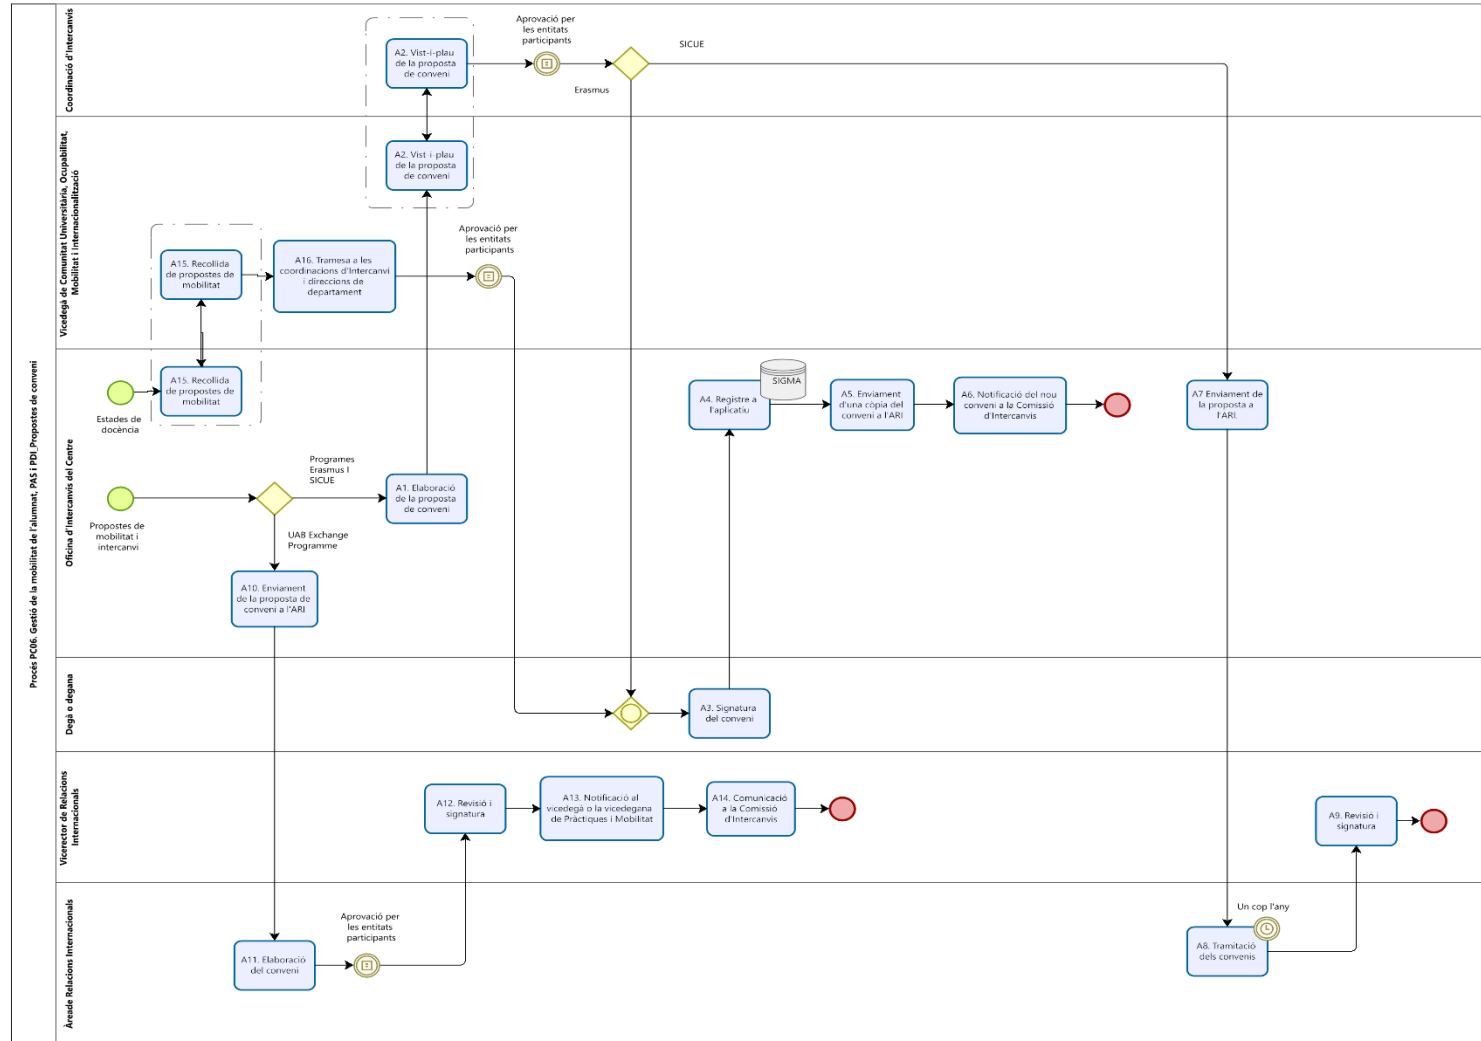 Procés PC06. Gestió de la mobilitat de l'alumnat, PAS i PDI_Propostes de conveni
Coordinació d'Intercanvis
A2. Vist-i-plau
de la proposta
de conveni
Aprovació per
les entitats
participants
SICUE
Erasmus
Vicedegà de Comunitat Universitària, Ocupabilitat,
Mobilitat i Internacionalització
A2. Vist-i-plau
de la proposta
de conveni
A15. Recollida
de propostes de
mobilitat
A16. Tramesa a les
coordinacions d'Intercanvi
i direccions de
departament
Aprovació per
les entitats
participants
Oficina d'Intercanvis del Centre
Estades de
docència
A15. Recollida
de propostes de
mobilitat
A4. Registre a
l'aplicatiu
SIGMA
A5. Enviament
d'una còpia del
conveni a l'ARI
A6. Notificació del nou
conveni a la Comissió
d'Intercanvis
A7 Enviament de
la proposta a
l'ARI.
Propostes de
mobilitat i
intercanvi
Programes
Erasmus I
SICUE
A1. Elaboració
de la proposta
de conveni
UAB Exchange
Programme
A10. Enviament
de la proposta de
conveni a l'ARI
Degà o degana
A3. Signatura
del conveni
Vicerector de Relacions
Internacionals
A12. Revisió i
signatura
A13. Notificació al
vicedegà o la vicedegana
de Pràctiques i Mobilitat
A14. Comunicació
a la Comissió
d'Intercanvis
A9. Revisió i
signatura
Àreade Relacions Internacionals
A11. Elaboració
del conveni
Aprovació per
les entitats
participants
Un cop l'any
A8. Tramitació
dels convenis